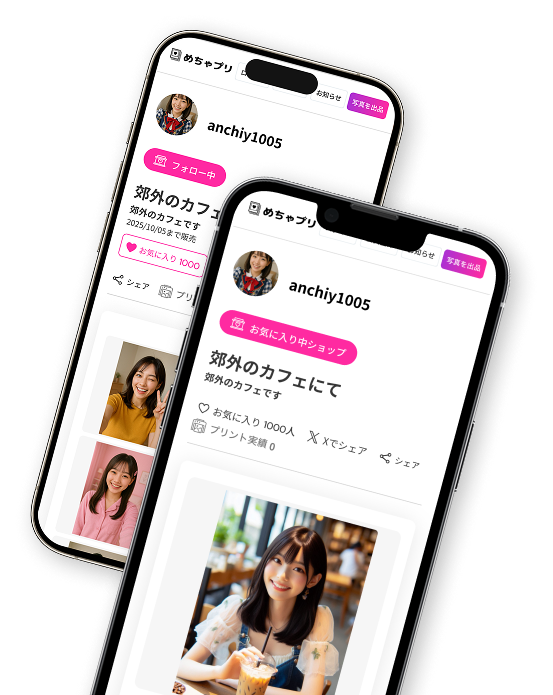 めちゃプリ
お知らせ
写真を出品
anchiy1005
フォロー中
郊外のカフェ
郊外のカフェです
2025/10/05まで販売
お気に入り 1000
シェア
プリ
めちゃプリ
お知らせ
写真を出品
anchiy1005
お気に入り中ショップ
郊外のカフェにて
郊外のカフェです
お気に入り 1000人
Xでシェア
シェア
プリント実績 0